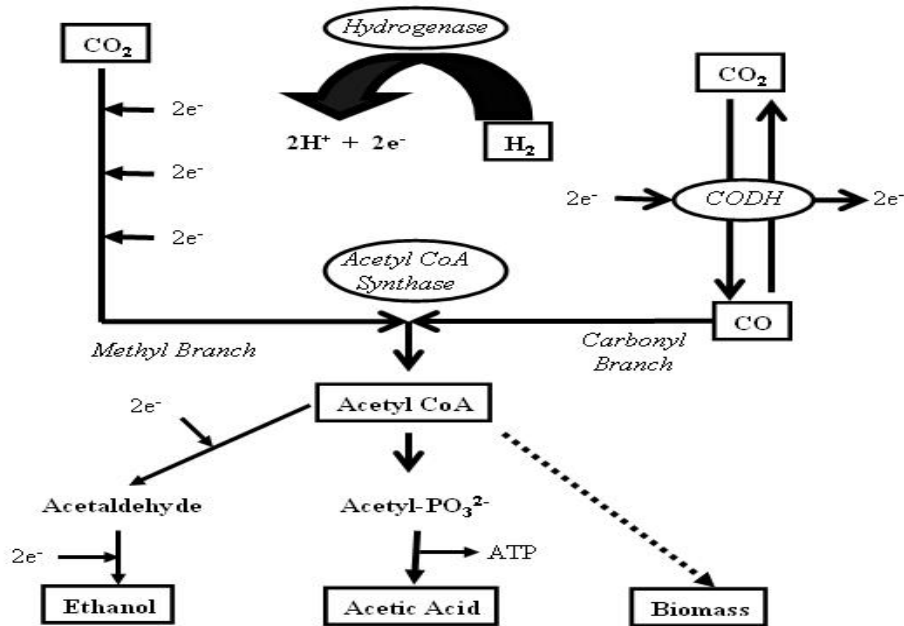 Hydrogenase
CO₂
CO₂
2e⁻
2H⁺ + 2e⁻
H₂
2e⁻
2e⁻
CODH
2e⁻
2e⁻
Acetyl CoA
Synthase
CO
Methyl Branch
Carbonyl
Branch
Acetyl CoA
2e⁻
Acetaldehyde
Acetyl-PO₃²⁻
2e⁻
ATP
Ethanol
Acetic Acid
Biomass